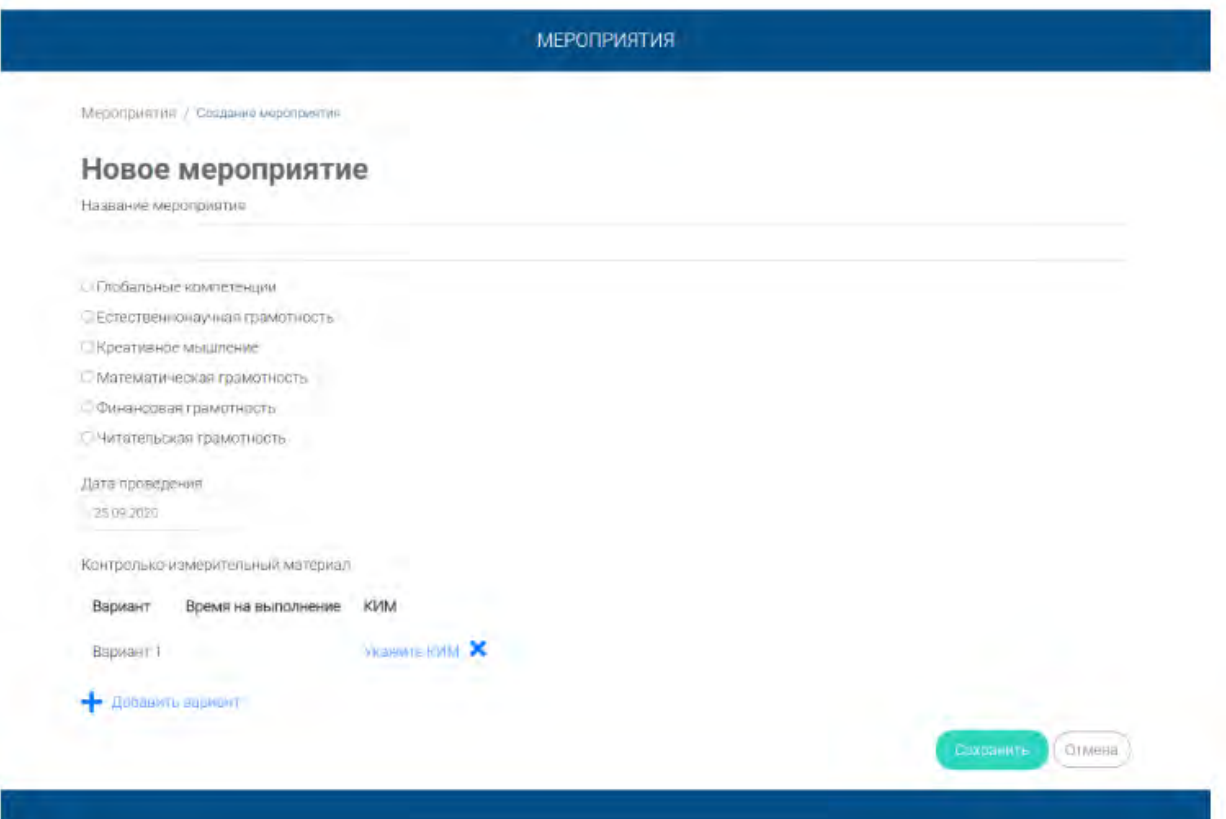 МЕРОПРИЯТИЯ
Мероприятия / Создание мероприятия
Новое мероприятие
Название мероприятия
Глобальные компетенции
Естественнонаучная грамотность
Креативное мышление
Математическая грамотность
Финансовая грамотность
Читательская грамотность
Дата проведения
25.09.2020
Контролько-измерительный материал
Вариант Время на выполнение КИМ
Вариант 1 Укажите КИМ
Добавить вариант
Сохранить Отмена